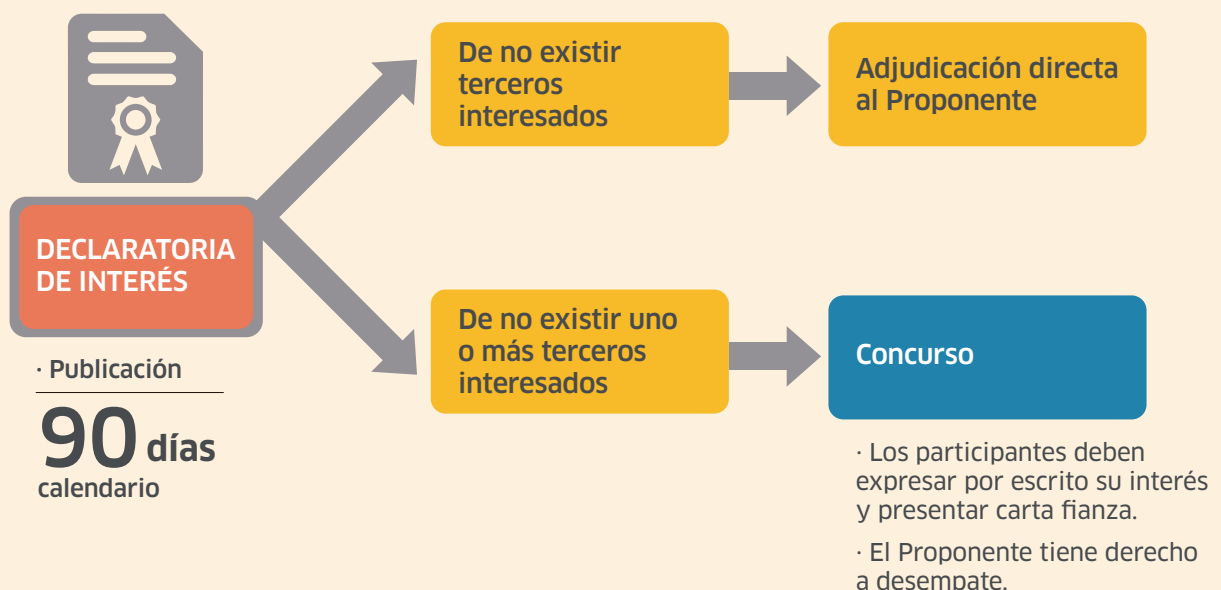 DECLARATORIA
DE INTERÉS
· Publicación
90 días
calendario
De no existir
terceros
interesados
Adjudicación directa
al Proponente
De no existir uno
o más terceros
interesados
Concurso
· Los participantes deben
expresar por escrito su interés
y presentar carta fianza.
· El Proponente tiene derecho
a desempate.